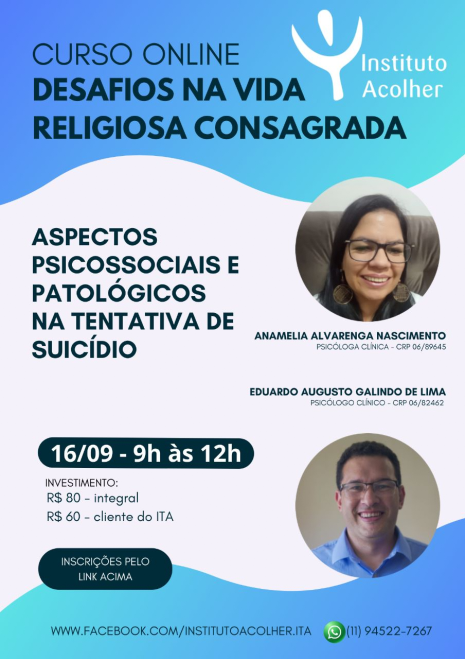 CURSO ONLINE
DESAFIOS NA VIDA
RELIGIOSA CONSAGRADA
Instituto
Acolher
ASPECTOS
PSICOSSOCIAIS E
PATOLÓGICOS
NA TENTATIVA DE
SUICÍDIO
ANAMELIA ALVARENGA NASCIMENTO
PSICÓLOGA CLÍNICA - CRP 06/89645
EDUARDO AUGUSTO GALINDO DE LIMA
PSICÓLOGO CLÍNICO - CRP 06/82462
16/09 - 9h às 12h
INVESTIMENTO:
R$ 80 - integral
R$ 60 - cliente do ITA
INSCRIÇÕES PELO
LINK ACIMA
WWW.FACEBOOK.COM/INSTITUTOACOLHER.ITA (11) 94522-7267